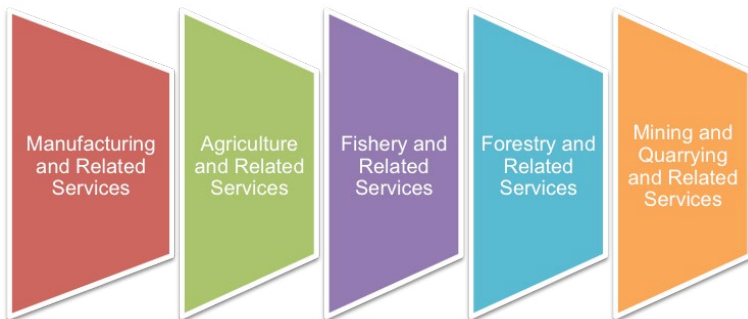 Manufacturing
and Related
Services
Agriculture
and Related
Services
Fishery and
Related
Services
Forestry and
Related
Services
Mining and
Quarrying
and Related
Services